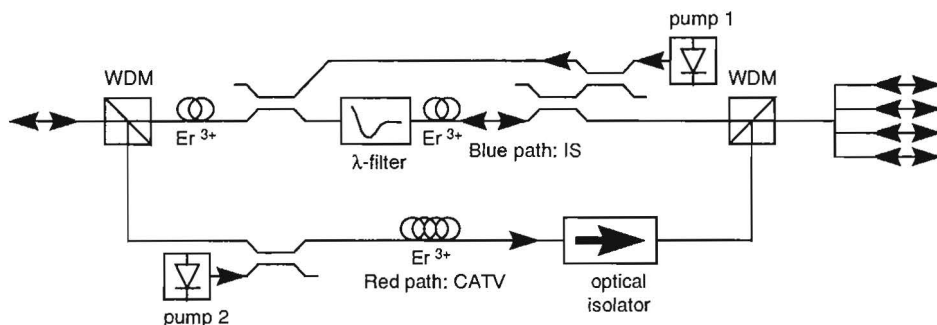 pump 1
WDM
WDM
Er 3+
λ-filter
Er 3+
Blue path: IS
Er 3+
Red path: CATV
optical
isolator
pump 2